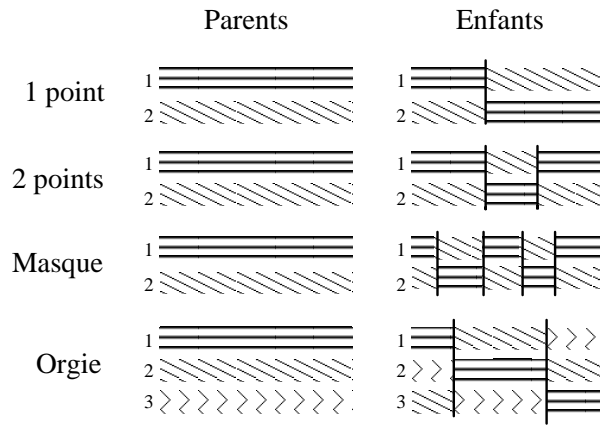 Parents Enfants
1 point 1 1
2 2
2 points 1 1
2 2
Masque 1 1
2 2
Orgie 1 1
2 2
3 3